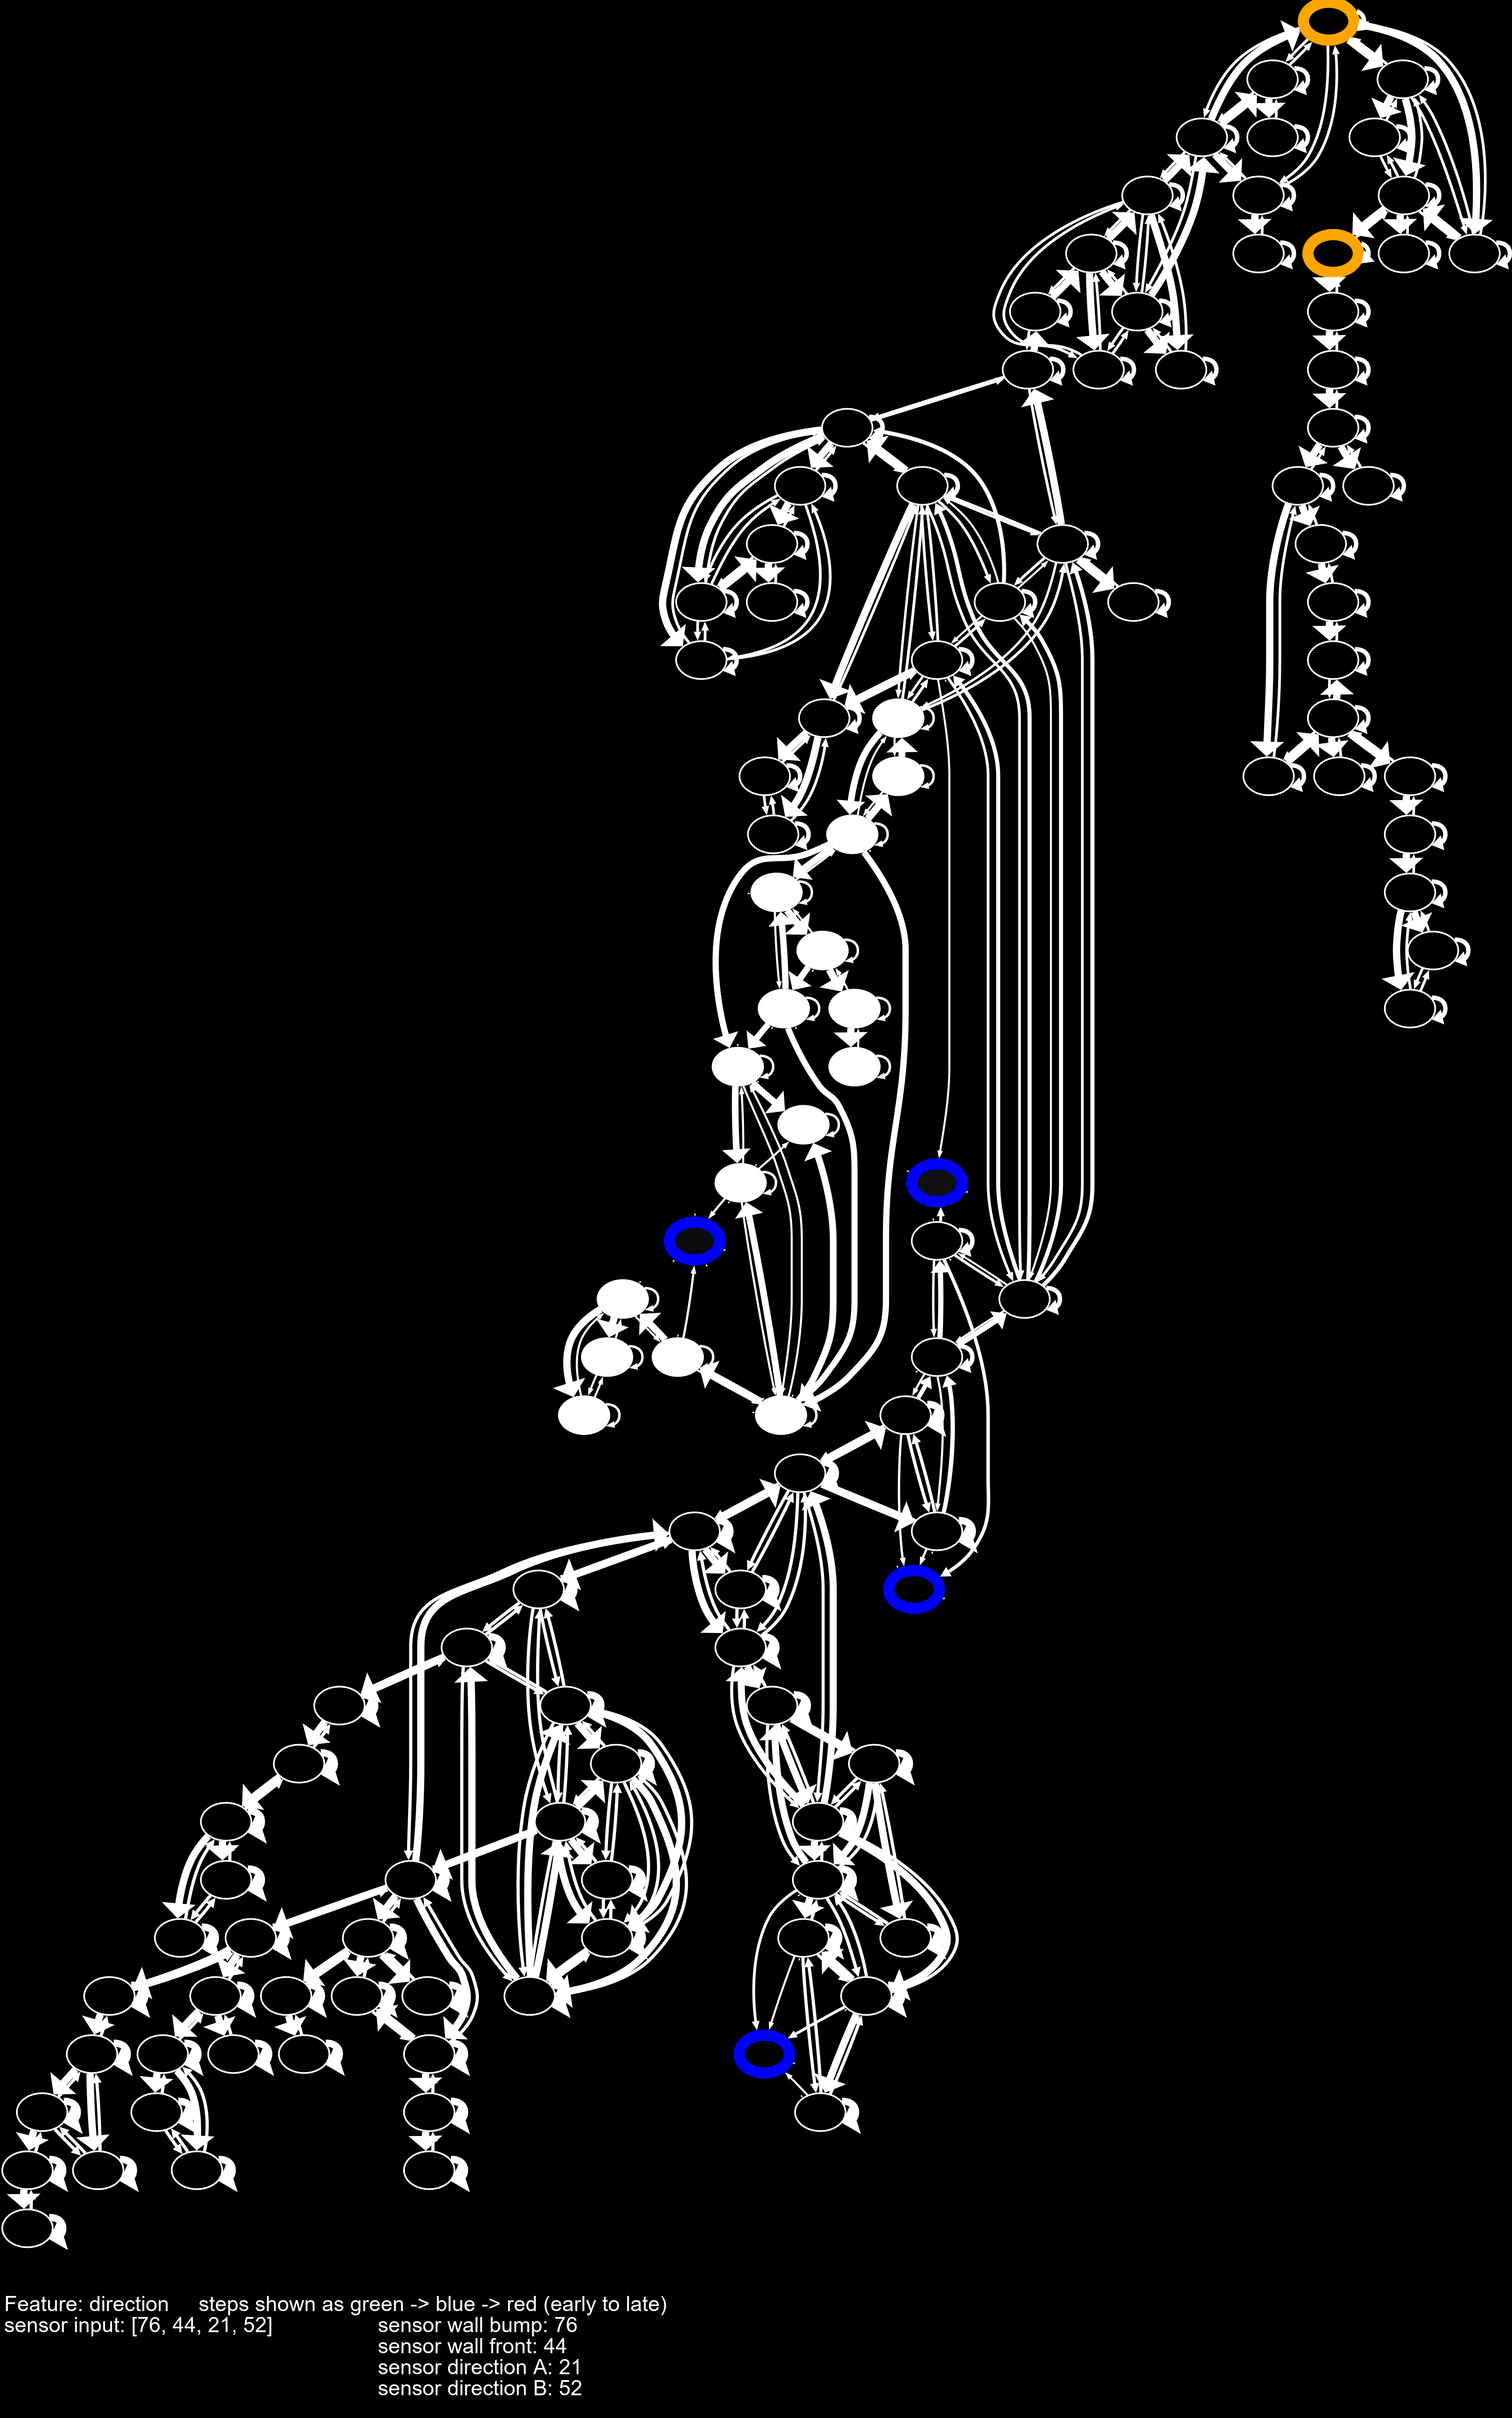 Feature: direction steps shown as green -> blue -> red (early to late)
sensor input: [76, 44, 21, 52] sensor wall bump: 76
sensor wall front: 44
sensor direction A: 21
sensor direction B: 52